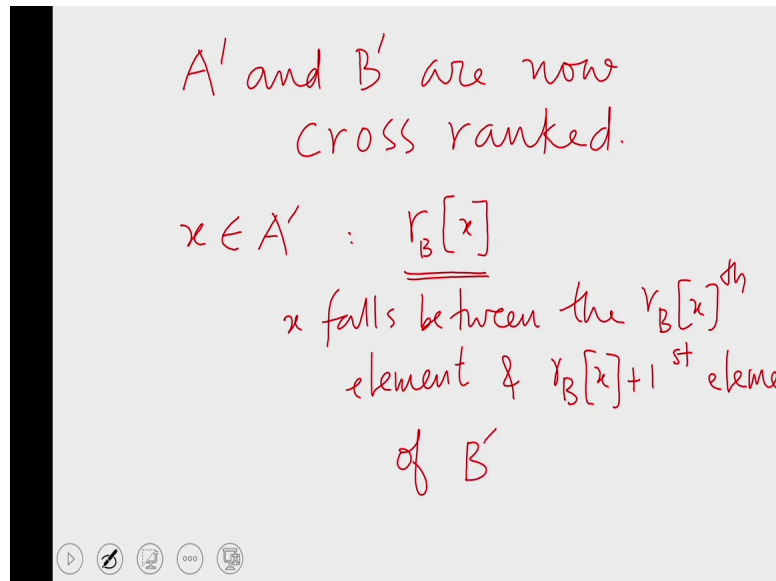 A′ and B′ are now
cross ranked.
x ∈ A′ : r_B[x]
x falls between the r_B[x]^th
element & r_B[x]+1^st eleme
of B′